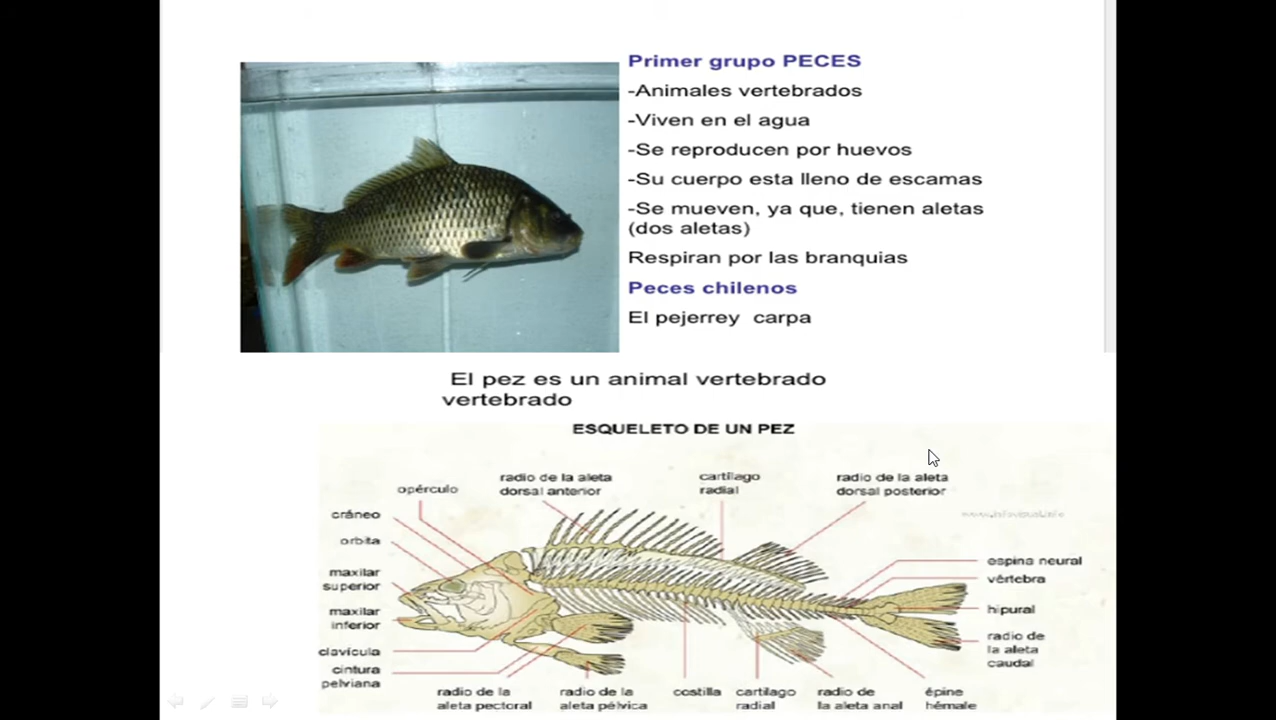 Primer grupo PECES
-Animales vertebrados
-Viven en el agua
-Se reproducen por huevos
-Su cuerpo esta lleno de escamas
-Se mueven, ya que, tienen aletas
(dos aletas)
Respiran por las branquias
Peces chilenos
El pejerrey carpa
El pez es un animal vertebrado
vertebrado
ESQUELETO DE UN PEZ
opérculo
radio de la aleta
dorsal anterior
cartílago
radial
radio de la aleta
dorsal posterior
cráneo
orbita
maxilar
superior
maxilar
inferior
clavícula
cintura
pelviana
espina neural
vértebra
hipural
radio de
la aleta
caudal
radio de la
aleta pectoral
radio de la
aleta pélvica
costilla
cartílago
radial
radio de
la aleta anal
épine
hémale